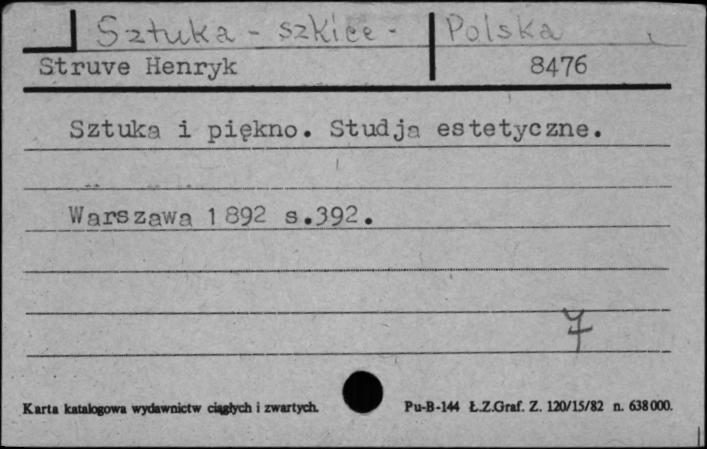 Sztuka - szkice - Polska
Struve Henryk 8476
Sztuka i piękno. Studja estetyczne.
Warszawa 1892 s.392.
7
Karta katalogowa wydawnictw ciągłych i zwartych. Pu-B-144 Ł.Z.Graf. Z. 120/15/82 n. 638000.